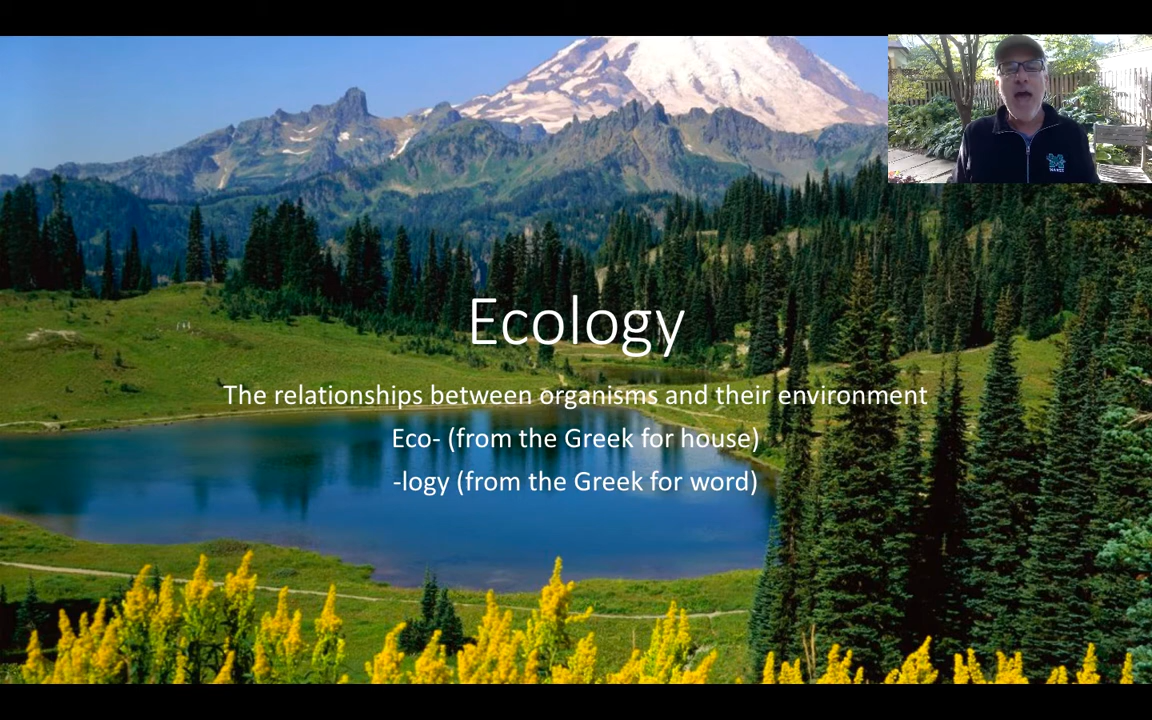 Ecology
The relationships between organisms and their environment
Eco- (from the Greek for house)
-logy (from the Greek for word)